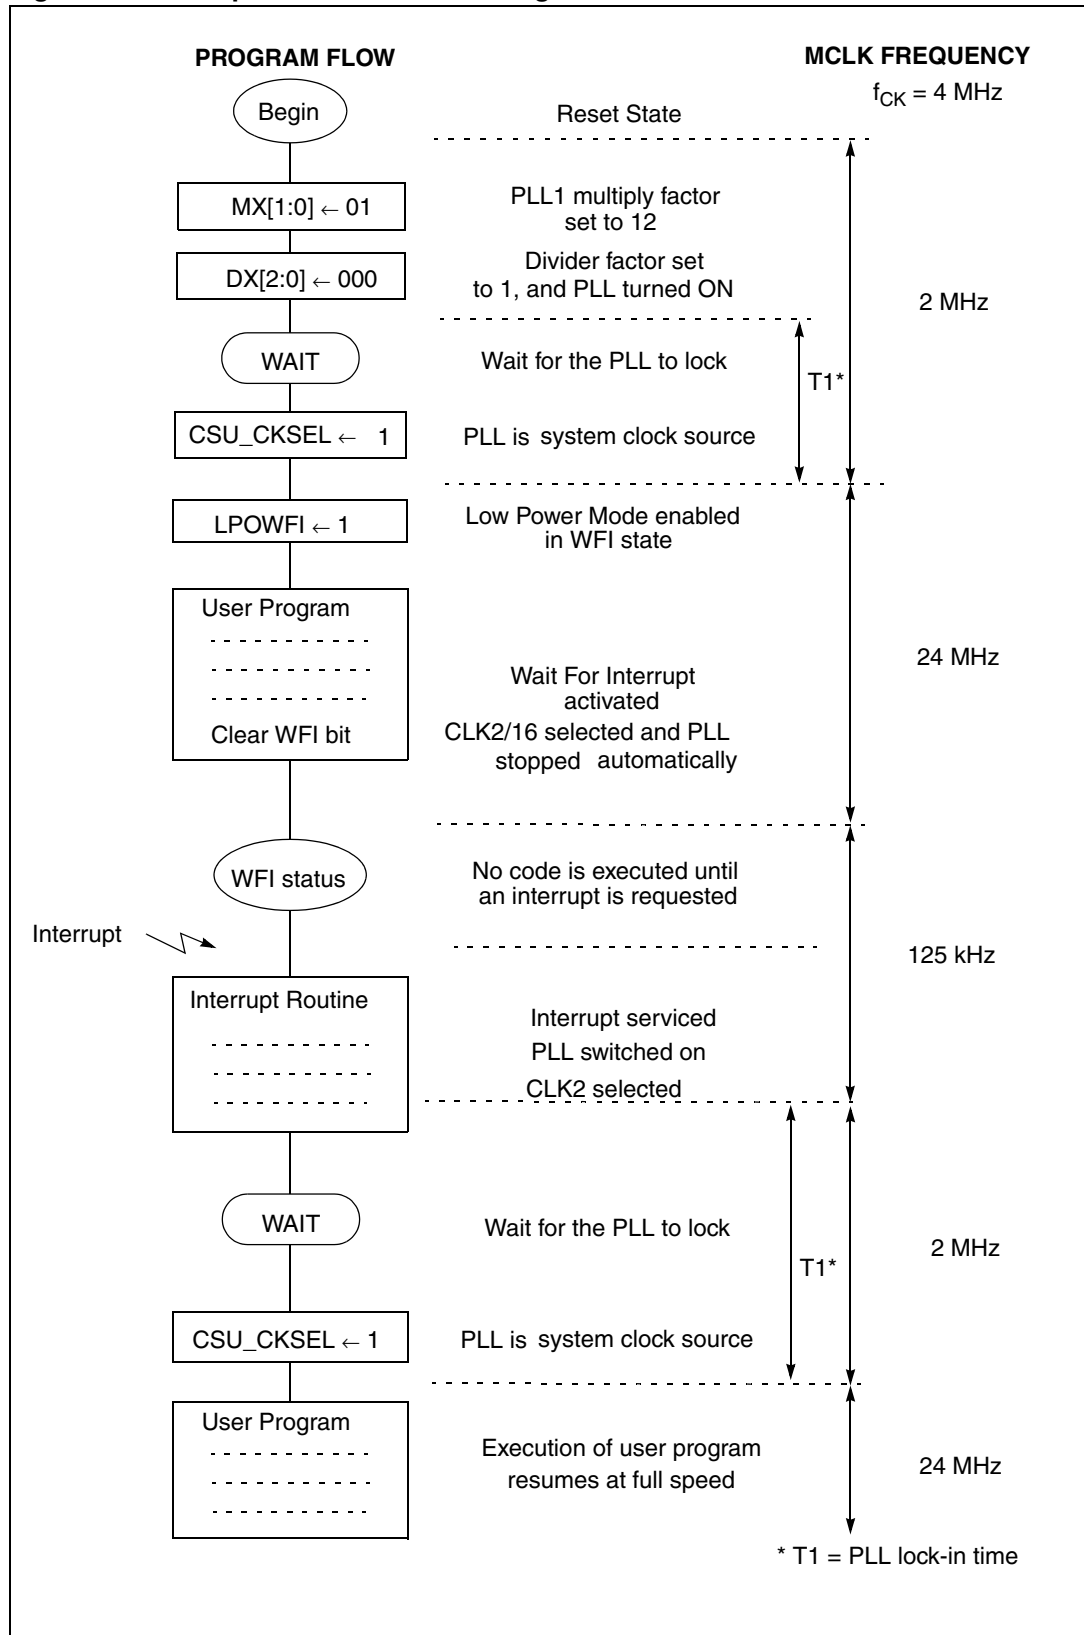 PROGRAM FLOW
MCLK FREQUENCY
fCK = 4 MHz
Begin
Reset State
MX[1:0] ← 01
PLL1 multiply factor
set to 12
DX[2:0] ← 000
Divider factor set
to 1, and PLL turned ON
2 MHz
WAIT
Wait for the PLL to lock
T1*
CSU_CKSEL ← 1
PLL is system clock source
LPOWFI ← 1
Low Power Mode enabled
in WFI state
User Program
24 MHz
Wait For Interrupt
activated
Clear WFI bit
CLK2/16 selected and PLL
stopped automatically
WFI status
No code is executed until
an interrupt is requested
Interrupt
125 kHz
Interrupt Routine
Interrupt serviced
PLL switched on
CLK2 selected
WAIT
Wait for the PLL to lock
T1*
2 MHz
CSU_CKSEL ← 1
PLL is system clock source
User Program
Execution of user program
resumes at full speed
24 MHz
* T1 = PLL lock-in time